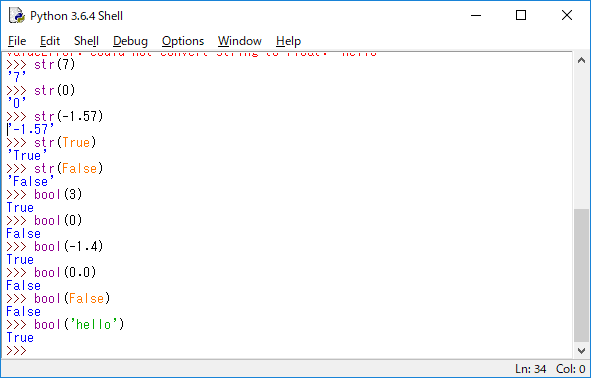 Python 3.6.4 Shell
File Edit Shell Debug Options Window Help
ValueError: could not convert string to float: 'hello'
>>> str(7)
'7'
>>> str(0)
'0'
>>> str(-1.57)
'-1.57'
>>> str(True)
'True'
>>> str(False)
'False'
>>> bool(3)
True
>>> bool(0)
False
>>> bool(-1.4)
True
>>> bool(0.0)
False
>>> bool(False)
False
>>> bool('hello')
True
>>>
Ln: 34 Col: 0